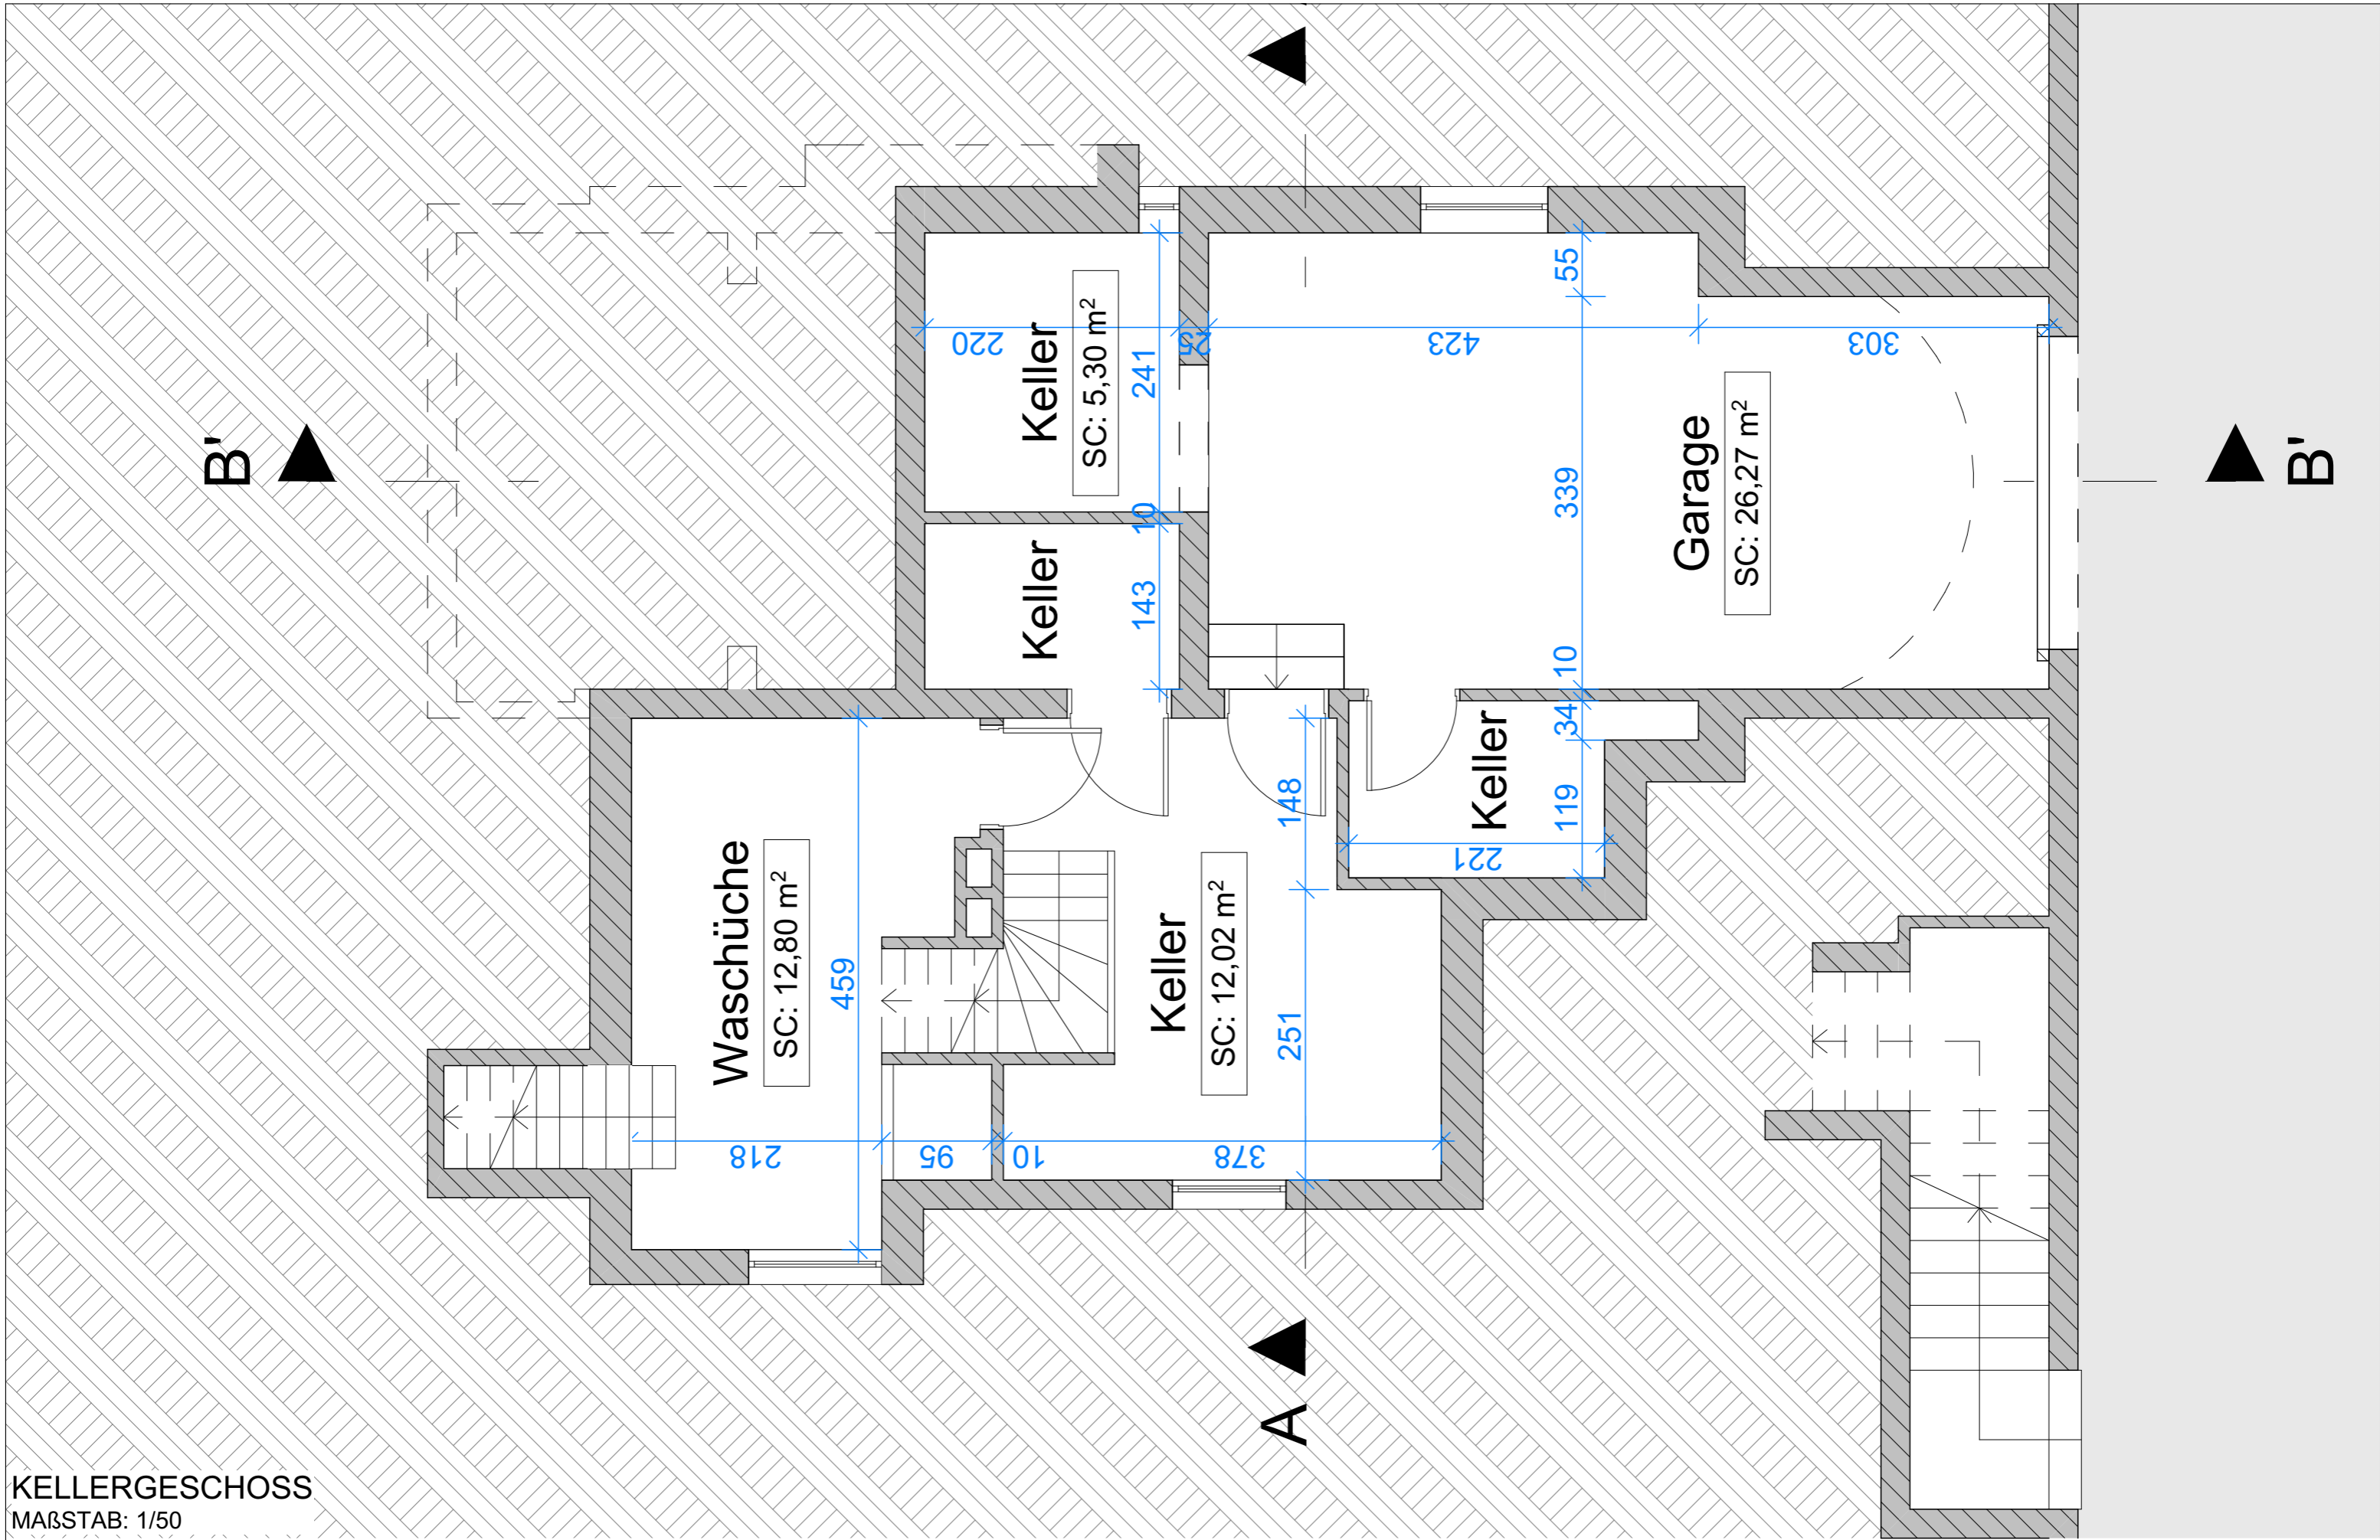 B'
Keller
SC: 5,30 m²
Keller
Garage
SC: 26,27 m²
B'
Keller
Waschüche
SC: 12,80 m²
Keller
SC: 12,02 m²
A
220
25
423
303
241
10
143
55
339
10
34
119
221
148
251
459
218
95
10
378
KELLERGESCHOSS
MAßSTAB: 1/50